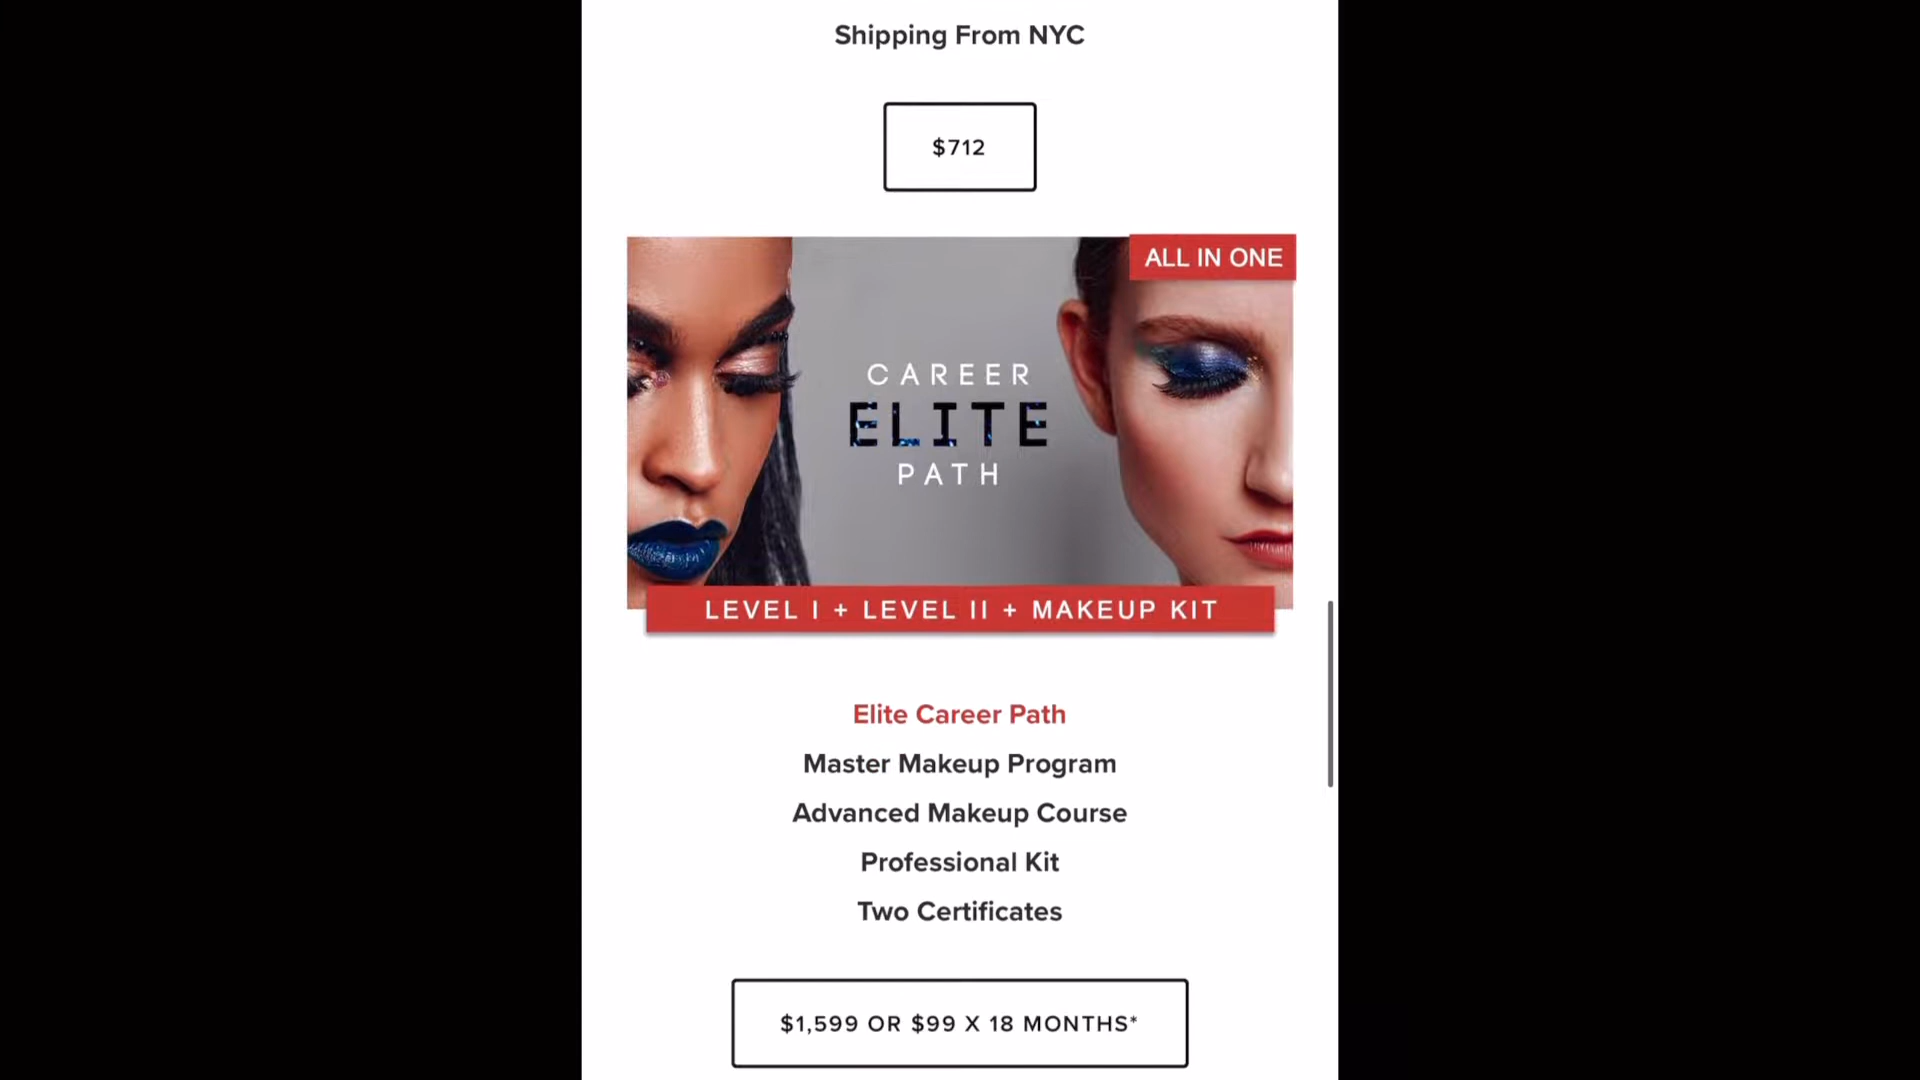 Shipping From NYC
$712
ALL IN ONE
CAREER
ELITE
PATH
LEVEL I + LEVEL II + MAKEUP KIT
Elite Career Path
Master Makeup Program
Advanced Makeup Course
Professional Kit
Two Certificates
$1,599 OR $99 X 18 MONTHS*